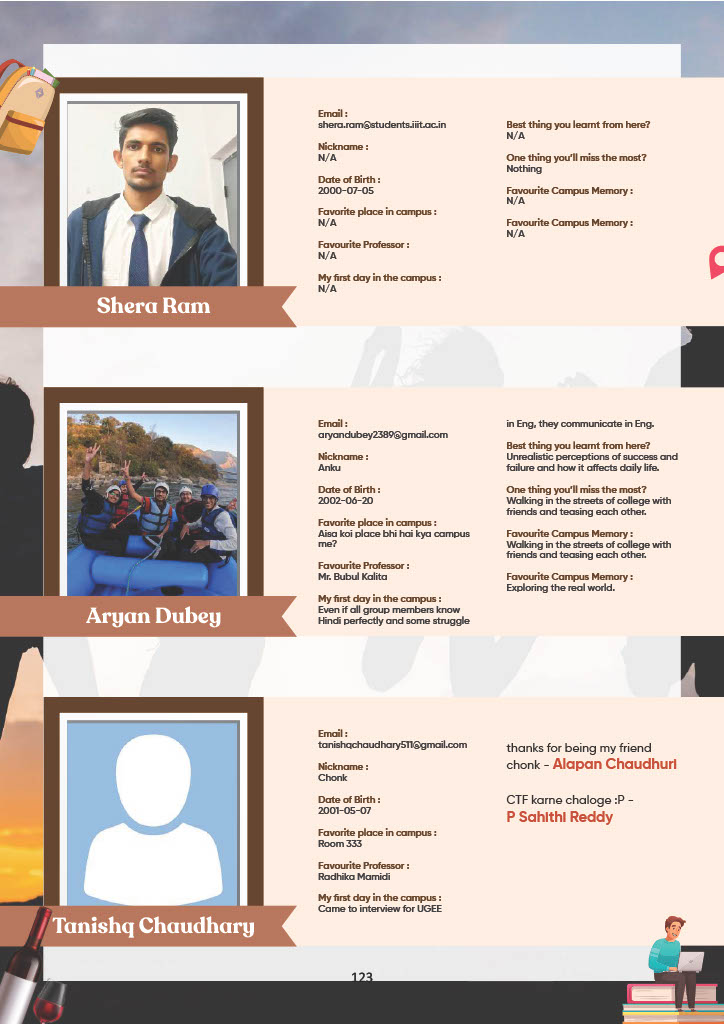 Email :
shera.ram@students.iiit.ac.in
Nickname :
N/A
Date of Birth :
2000-07-05
Favorite place in campus :
N/A
Favourite Professor :
N/A
My first day in the campus :
N/A
Best thing you learnt from here?
N/A
One thing you'll miss the most?
Nothing
Favourite Campus Memory :
N/A
Favourite Campus Memory :
N/A
Shera Ram
Email :
aryandubey2389@gmail.com
Nickname :
Anku
Date of Birth :
2002-06-20
Favorite place in campus :
Aisa koi place bhi hai kya campus
me?
Favourite Professor :
Mr. Bubul Kalita
My first day in the campus :
Even if all group members know
Hindi perfectly and some struggle
in Eng, they communicate in Eng.
Best thing you learnt from here?
Unrealistic perceptions of success and
failure and how it affects daily life.
One thing you'll miss the most?
Walking in the streets of college with
friends and teasing each other.
Favourite Campus Memory :
Walking in the streets of college with
friends and teasing each other.
Favourite Campus Memory :
Exploring the real world.
Aryan Dubey
Email :
tanishqchaudhary511@gmail.com
Nickname :
Chonk
Date of Birth :
2001-05-07
Favorite place in campus :
Room 333
Favourite Professor :
Radhika Mamidi
My first day in the campus :
Came to interview for UGEE
thanks for being my friend
chonk - Alapan Chaudhuri
CTF karne chaloge :P -
P Sahithi Reddy
Tanishq Chaudhary
123